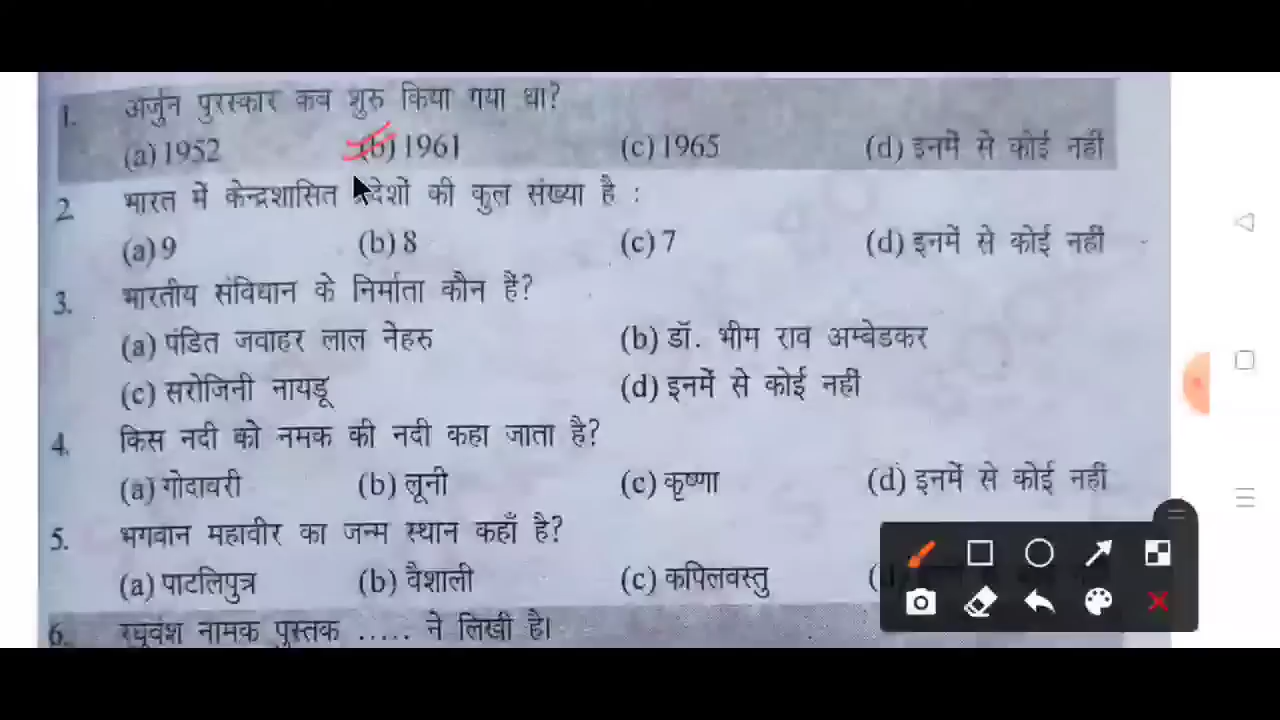 1. अर्जुन पुरस्कार कब शुरु किया गया था?
(a) 1952 (b) 1961 (c) 1965 (d) इनमें से कोई नहीं
2 भारत में केन्द्रशासित प्रदेशों की कुल संख्या है :
(a) 9 (b) 8 (c) 7 (d) इनमें से कोई नहीं
3. भारतीय संविधान के निर्माता कौन हैं?
(a) पंडित जवाहर लाल नेहरु (b) डॉ. भीम राव अम्बेडकर
(c) सरोजिनी नायडू (d) इनमें से कोई नहीं
4. किस नदी को नमक की नदी कहा जाता है?
(a) गोदावरी (b) लूनी (c) कृष्णा (d) इनमें से कोई नहीं
5. भगवान महावीर का जन्म स्थान कहाँ है?
(a) पाटलिपुत्र (b) वैशाली (c) कपिलवस्तु
6. रघुवंश नामक पुस्तक ..... ने लिखी है।